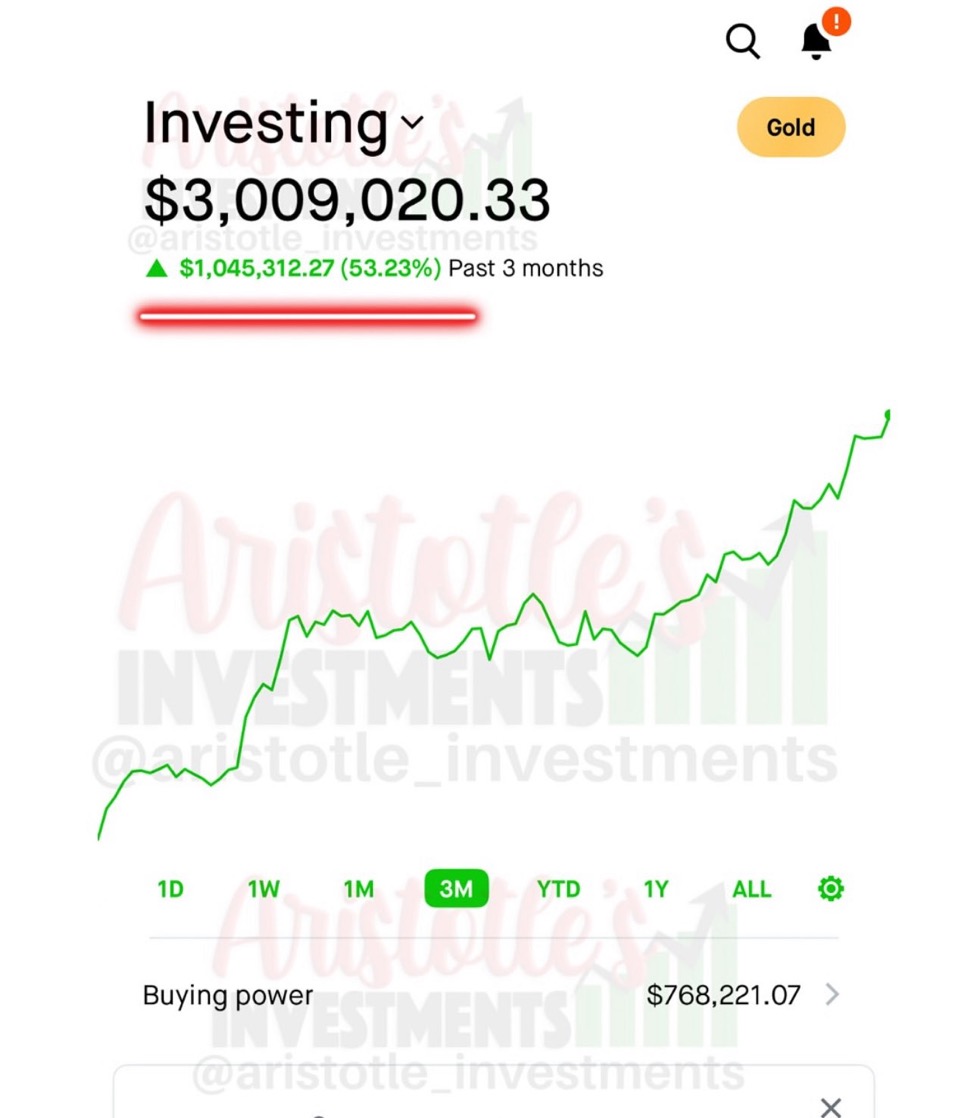 !
Investing
Gold
$3,009,020.33
@aristotle_investments
▲ $1,045,312.27 (53.23%) Past 3 months
Aristotle's
INVESTMENTS
@aristotle_investments
1D 1W 1M 3M YTD 1Y ALL
Aristotle's
Buying power $768,221.07
INVESTMENTS
@aristotle_investments